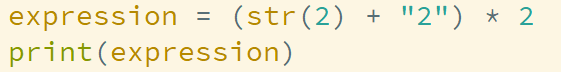 expression = (str(2) + "2") * 2
print(expression)